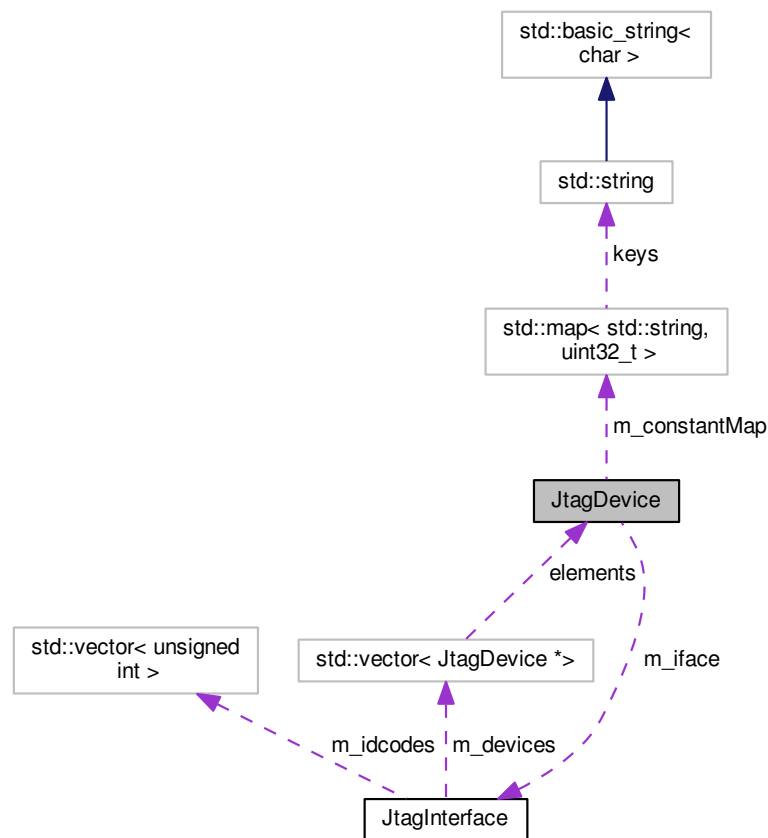 std::basic_string<
char >
std::string
keys
std::map< std::string,
uint32_t >
m_constantMap
JtagDevice
elements
std::vector< unsigned
int >
std::vector< JtagDevice *>
m_iface
m_idcodes
m_devices
JtagInterface